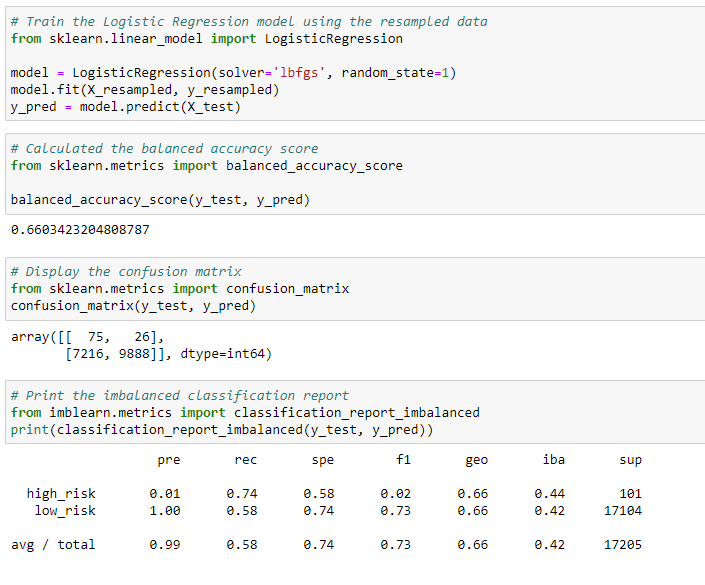 # Train the Logistic Regression model using the resampled data
from sklearn.linear_model import LogisticRegression
model = LogisticRegression(solver='lbfgs', random_state=1)
model.fit(X_resampled, y_resampled)
y_pred = model.predict(X_test)
# Calculated the balanced accuracy score
from sklearn.metrics import balanced_accuracy_score
balanced_accuracy_score(y_test, y_pred)
0.6603423204808787
# Display the confusion matrix
from sklearn.metrics import confusion_matrix
confusion_matrix(y_test, y_pred)
array([[  75,   26],
       [7216, 9888]], dtype=int64)
# Print the imbalanced classification report
from imblearn.metrics import classification_report_imbalanced
print(classification_report_imbalanced(y_test, y_pred))
                   pre       rec       spe        f1       geo       iba       sup
  high_risk       0.01      0.74      0.58      0.02      0.66      0.44       101
   low_risk       1.00      0.58      0.74      0.73      0.66      0.42     17104
avg / total       0.99      0.58      0.74      0.73      0.66      0.42     17205